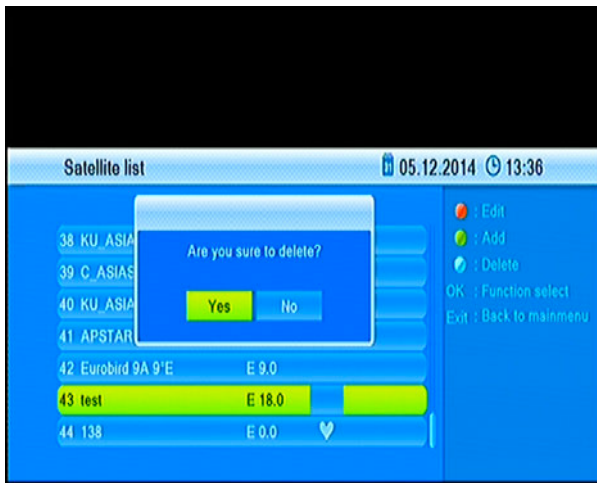 Satellite list
05.12.2014 13:36
: Edit
: Add
: Delete
OK : Function select
Exit : Back to mainmenu
38 KU_ASIA
39 C_ASIAS
40 KU_ASIA
41 APSTAR
42 Eurobird 9A 9°E E 9.0
43 test E 18.0
44 138 E 0.0
Are you sure to delete?
Yes No